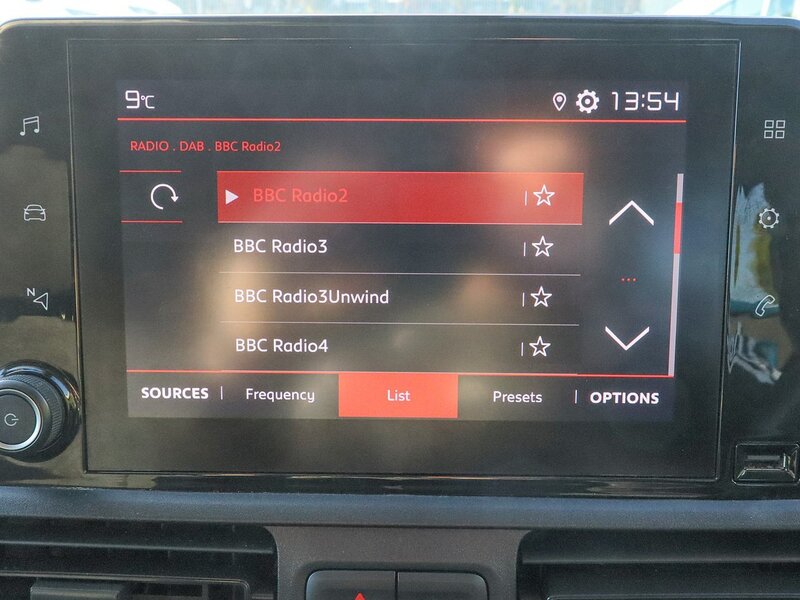 9°C 13:54
RADIO . DAB . BBC Radio2
BBC Radio2
BBC Radio3
BBC Radio3Unwind
BBC Radio4
SOURCES Frequency List Presets OPTIONS
N